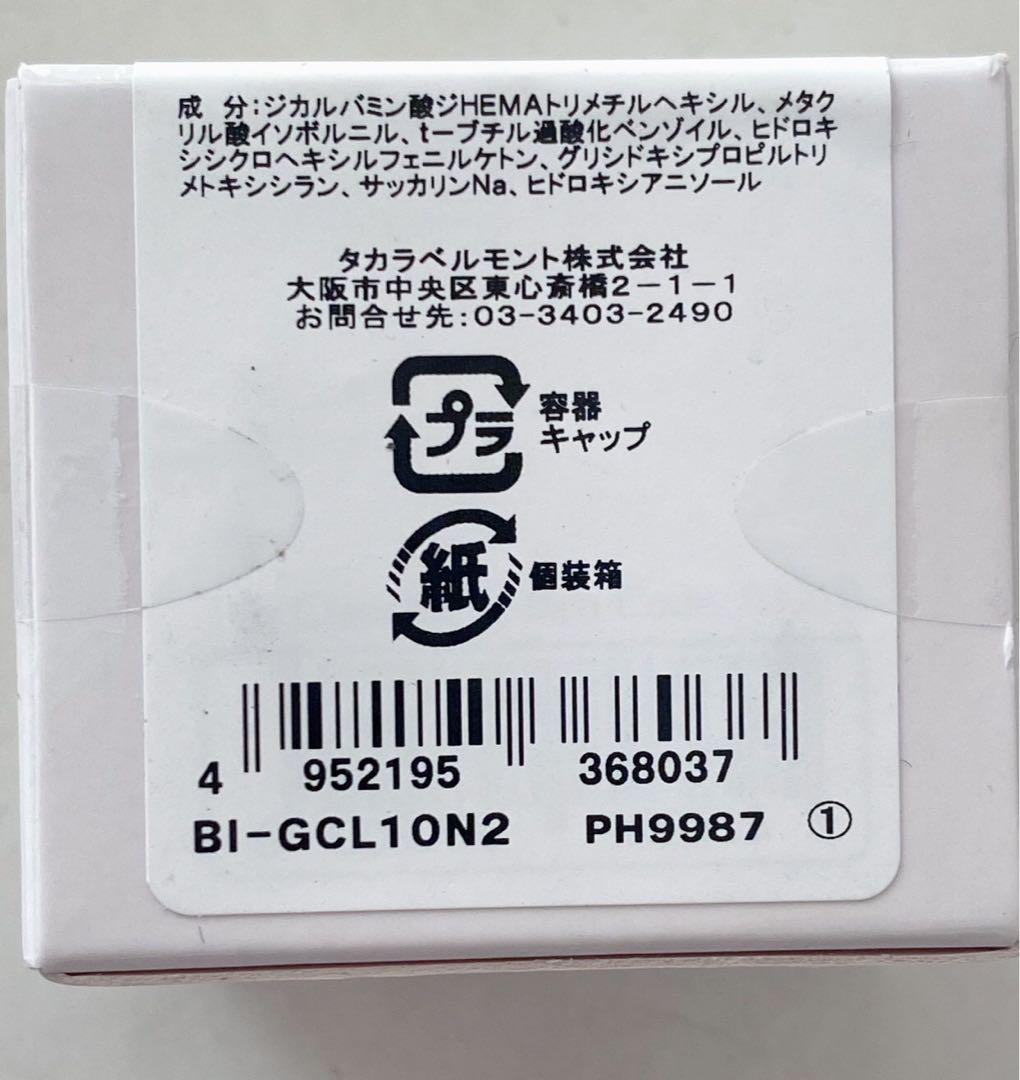 成 分：ジカルバミン酸ジHEMAトリメチルヘキシル、メタク
リル酸イソボルニル、tーブチル過酸化ベンゾイル、ヒドロキ
シシクロヘキシルフェニルケトン、グリシドキシプロピルトリ
メトキシシラン、サッカリンNa、ヒドロキシアニソール
タカラベルモント株式会社
大阪市中央区東心斎橋2－1－1
お問合せ先：03-3403-2490
プラ
容器
キャップ
紙
個装箱
4 952195 368037
BI-GCL10N2 PH9987 ①